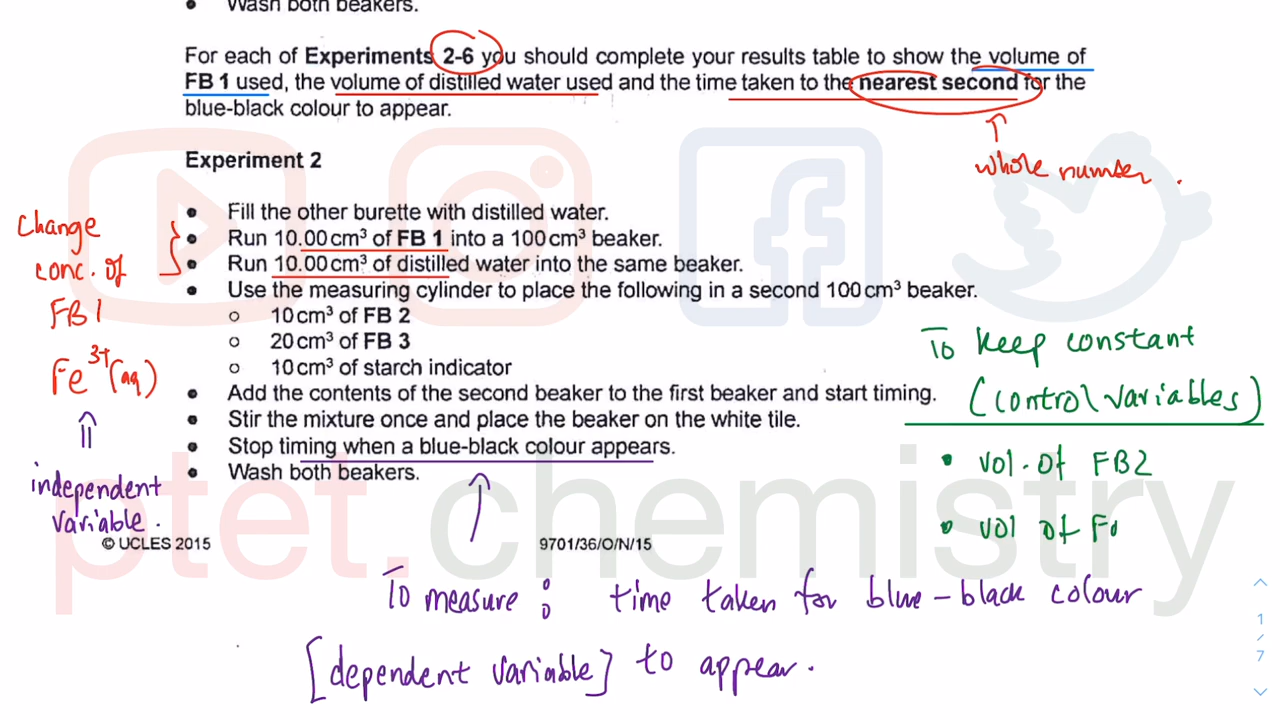 • Wash both beakers.
For each of Experiments 2-6 you should complete your results table to show the volume of
FB 1 used, the volume of distilled water used and the time taken to the nearest second for the
blue-black colour to appear.
whole number.
Experiment 2
• Fill the other burette with distilled water.
• Run 10.00 cm³ of FB 1 into a 100 cm³ beaker.
• Run 10.00 cm³ of distilled water into the same beaker.
• Use the measuring cylinder to place the following in a second 100 cm³ beaker.
o 10 cm³ of FB 2
o 20 cm³ of FB 3
o 10 cm³ of starch indicator
• Add the contents of the second beaker to the first beaker and start timing.
• Stir the mixture once and place the beaker on the white tile.
• Stop timing when a blue-black colour appears.
• Wash both beakers.
change
conc. of
FB 1
Fe³⁺(aq)
independent
variable.
To keep constant
(control variables)
• vol. of FB2
• vol of F
ptet.chemistry
© UCLES 2015
9701/36/O/N/15
To measure : time taken for blue-black colour
[dependent variable] to appear.
1
/
7